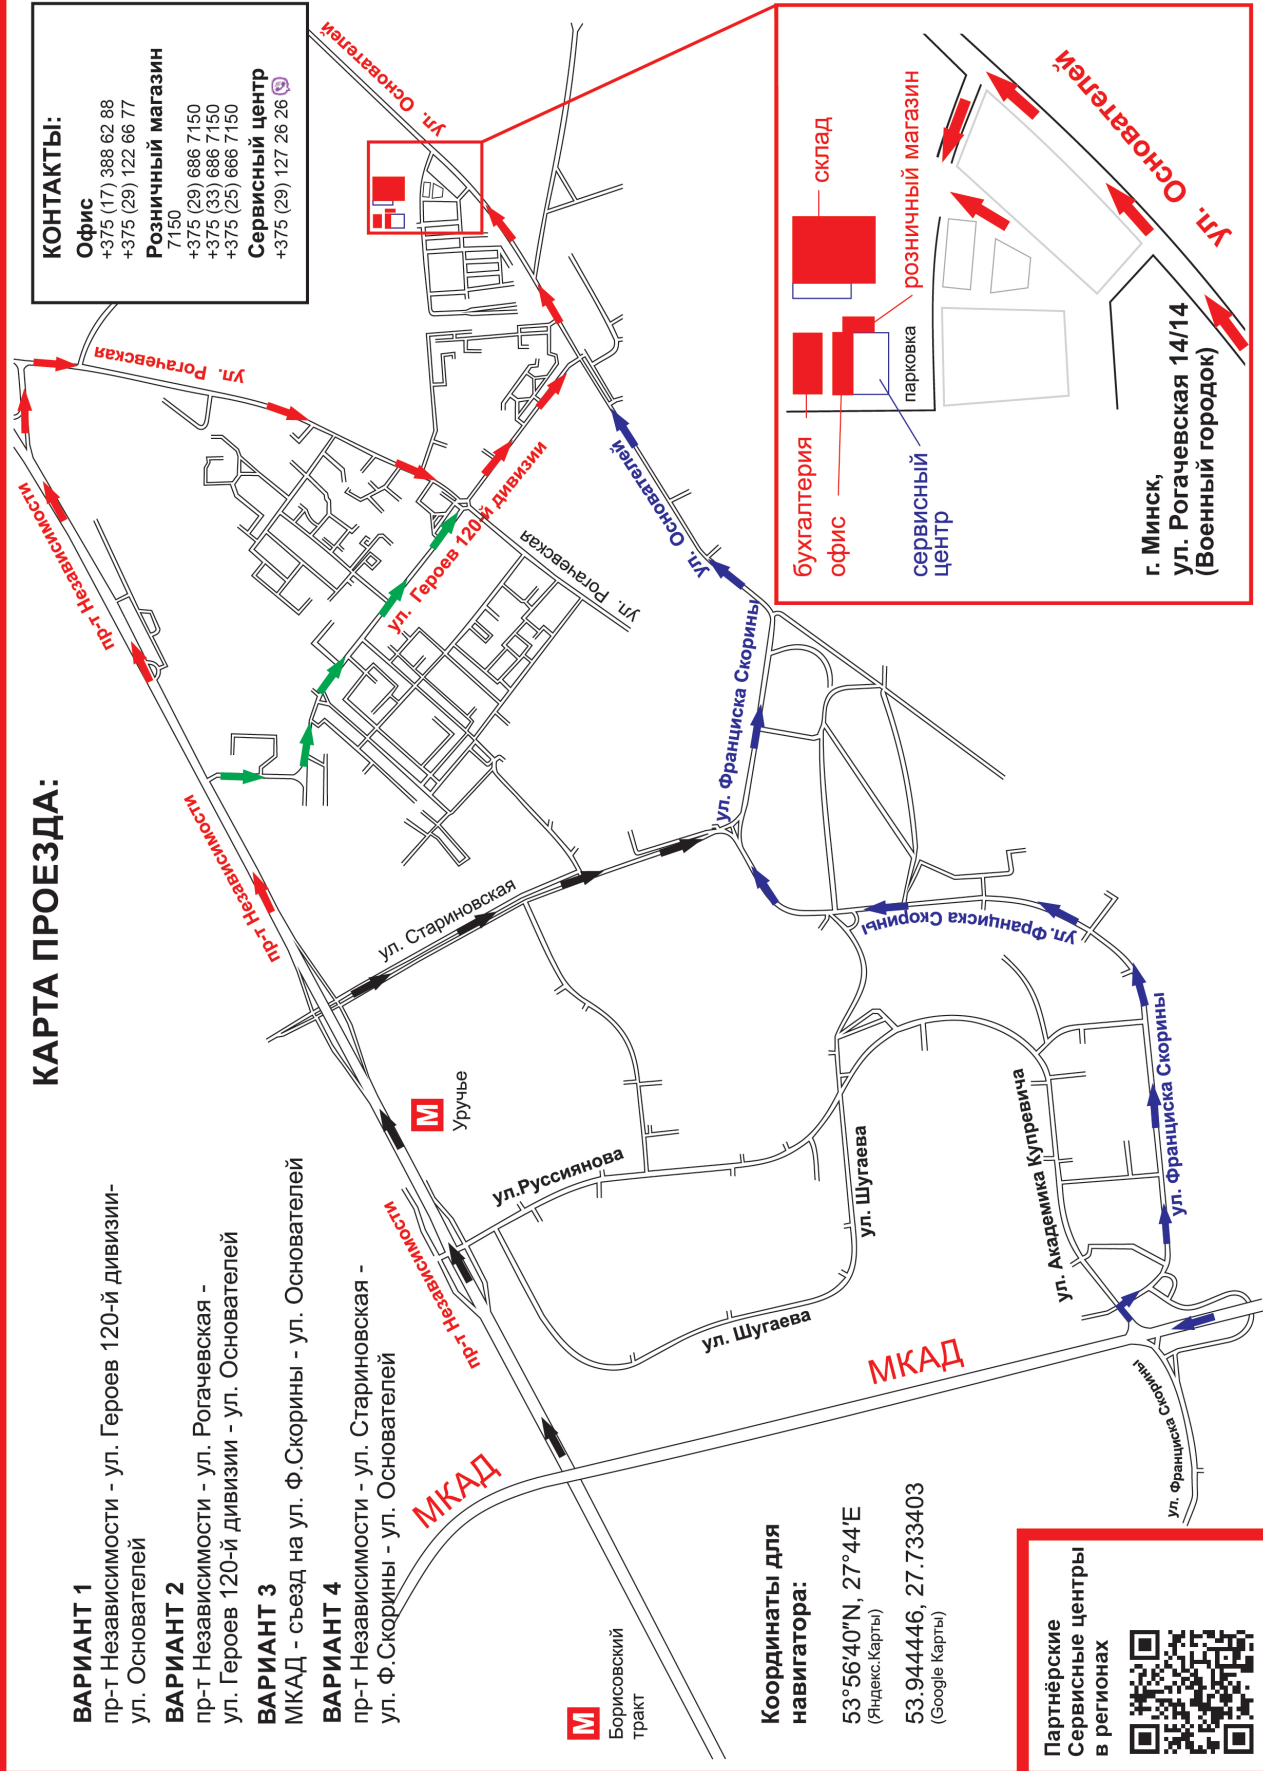 КАРТА ПРОЕЗДА:
ВАРИАНТ 1
пр-т Независимости - ул. Героев 120-й дивизии-
ул. Основателей
ВАРИАНТ 2
пр-т Независимости - ул. Рогачевская -
ул. Героев 120-й дивизии - ул. Основателей
ВАРИАНТ 3
МКАД - съезд на ул. Ф.Скорины - ул. Основателей
ВАРИАНТ 4
пр-т Независимости - ул. Стариновская -
ул. Ф.Скорины - ул. Основателей
КОНТАКТЫ:
Офис
+375 (17) 388 62 88
+375 (29) 122 66 77
Розничный магазин
7150
+375 (29) 686 7150
+375 (33) 686 7150
+375 (25) 666 7150
Сервисный центр
+375 (29) 127 26 26
пр-т Независимости
пр-т Независимости
пр-т Независимости
ул. Рогачевская
ул. Основателей
ул. Героев 120-й дивизии
ул. Рогачевская
ул. Стариновская
ул. Основателей
ул. Франциска Скорины
ул. Франциска Скорины
ул. Франциска Скорины
ул. Франциска Скорины
М
Уручье
ул.Руссиянова
ул. Шугаева
ул. Шугаева
ул. Академика Купревича
МКАД
МКАД
М
Борисовский
тракт
Координаты для
навигатора:
53°56'40"N, 27°44'E
(Яндекс.Карты)
53.944446, 27.733403
(Google Карты)
Партнёрские
Сервисные центры
в регионах
бухгалтерия
офис
сервисный
центр
парковка
розничный магазин
склад
ул. Основателей
г. Минск,
ул. Рогачевская 14/14
(Военный городок)